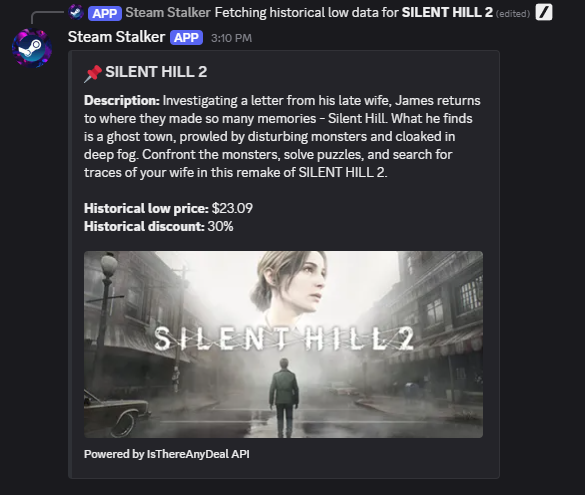 APP Steam Stalker Fetching historical low data for SILENT HILL 2 (edited)
Steam Stalker APP 3:10 PM
SILENT HILL 2
Description: Investigating a letter from his late wife, James returns
to where they made so many memories - Silent Hill. What he finds
is a ghost town, prowled by disturbing monsters and cloaked in
deep fog. Confront the monsters, solve puzzles, and search for
traces of your wife in this remake of SILENT HILL 2.
Historical low price: $23.09
Historical discount: 30%
SILENT HILL 2
Powered by IsThereAnyDeal API